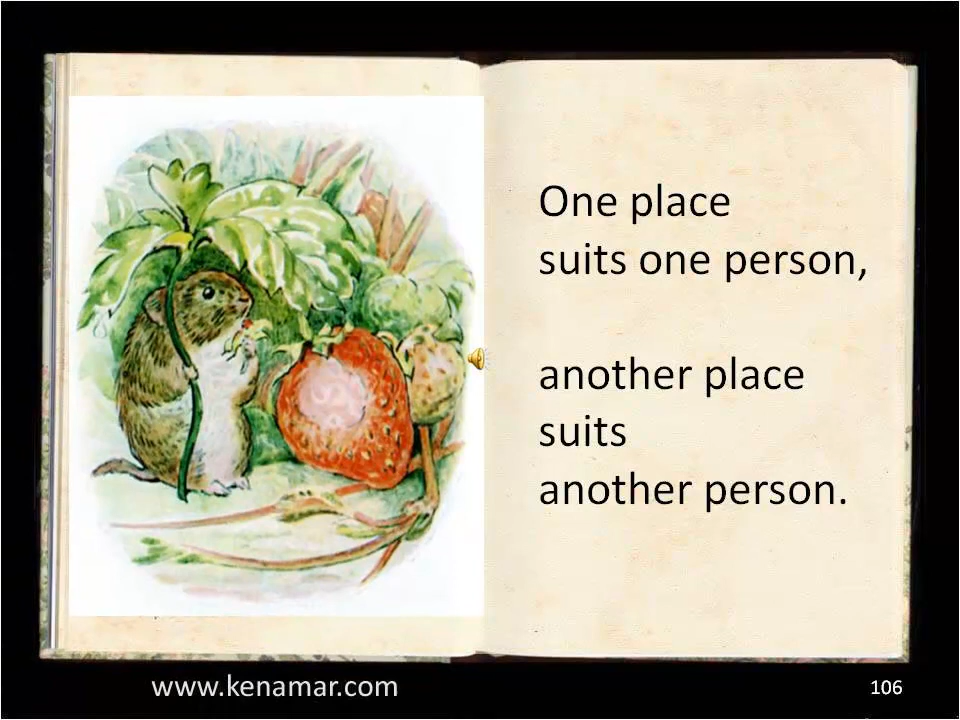 One place
suits one person,
another place
suits
another person.
www.kenamar.com
106